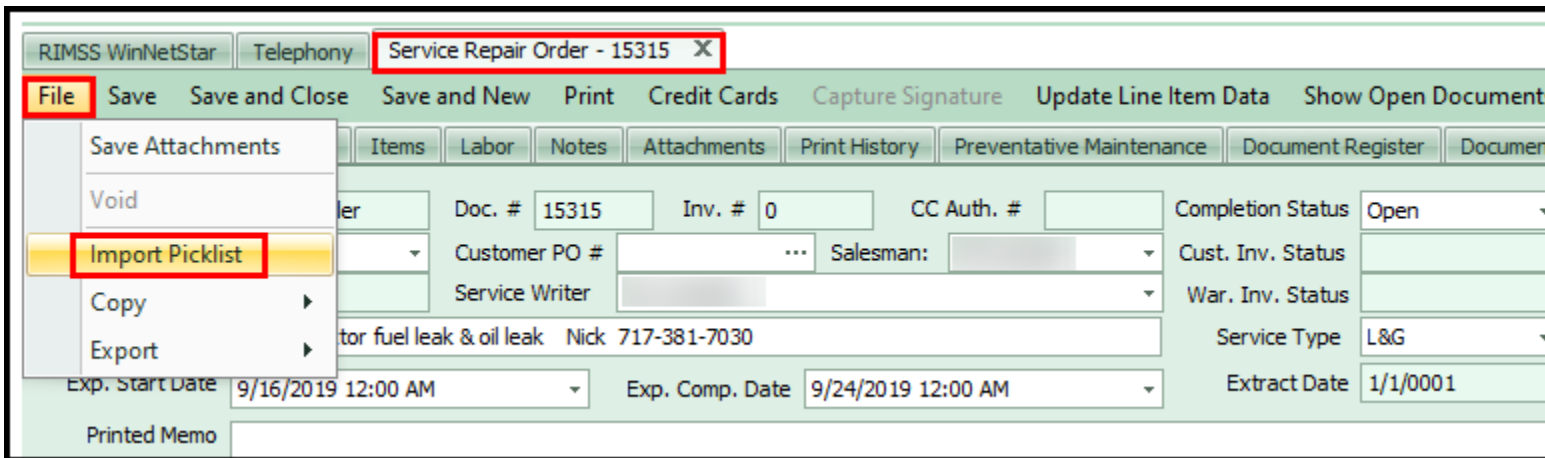 RIMSS WinNetStar Telephony Service Repair Order - 15315 X
File Save Save and Close Save and New Print Credit Cards Capture Signature Update Line Item Data Show Open Document
Save Attachments Items Labor Notes Attachments Print History Preventative Maintenance Document Register Documen
Void der Doc. # 15315 Inv. # 0 CC Auth. # Completion Status Open
Import Picklist Customer PO # ... Salesman: Cust. Inv. Status
Copy Service Writer War. Inv. Status
Export tor fuel leak & oil leak Nick 717-381-7030 Service Type L&G
Exp. Start Date 9/16/2019 12:00 AM Exp. Comp. Date 9/24/2019 12:00 AM Extract Date 1/1/0001
Printed Memo